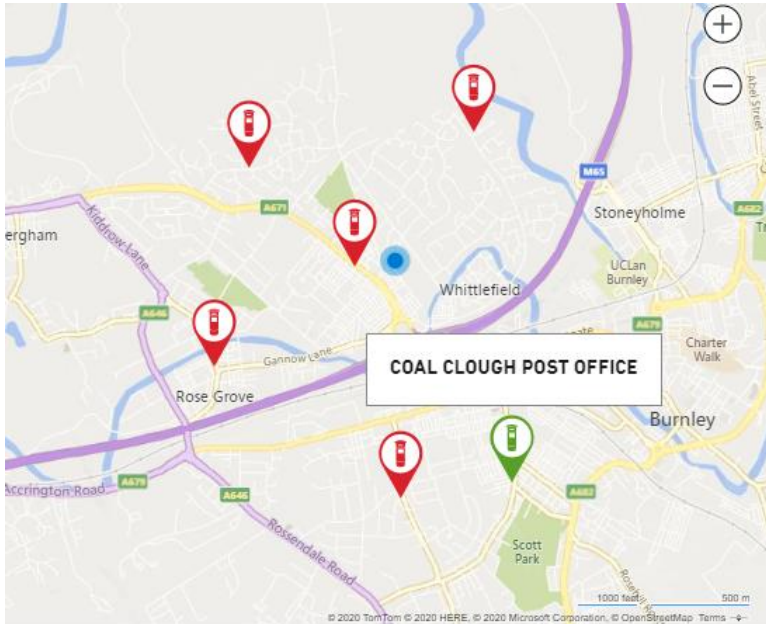 M65
Abel Street
A671
A682
Stoneyholme
Kiddrow Lane
ergham
UCLan
Burnley
Whittlefield
A646
A679
Gannow Lane
Charter
Walk
COAL CLOUGH POST OFFICE
Rose Grove
Burnley
Accrington Road
A679
A646
A682
Rossendale Road
Scott
Park
1000 feet
500 m
© 2020 TomTom © 2020 HERE, © 2020 Microsoft Corporation, © OpenStreetMap Terms